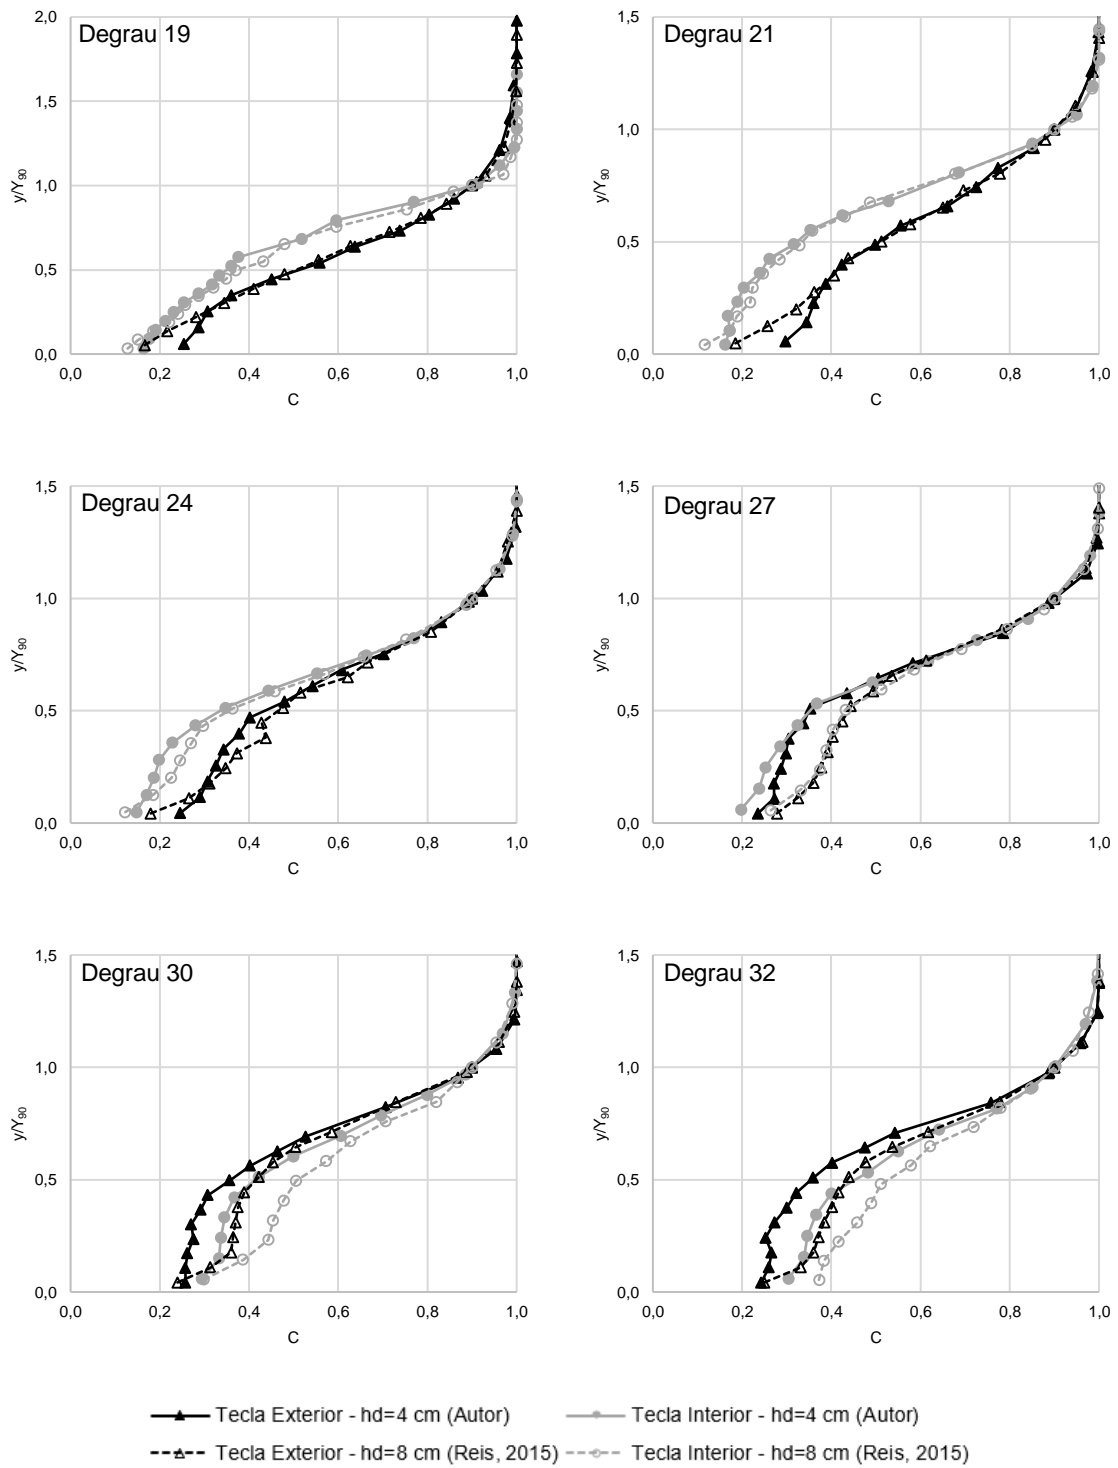 Degrau 19
2,0
1,5
1,0
0,5
0,0
y/Y90
0,0 0,2 0,4 0,6 0,8 1,0
C
Degrau 21
1,5
1,0
0,5
0,0
y/Y90
0,0 0,2 0,4 0,6 0,8 1,0
C
Degrau 24
1,5
1,0
0,5
0,0
y/Y90
0,0 0,2 0,4 0,6 0,8 1,0
C
Degrau 27
1,5
1,0
0,5
0,0
y/Y90
0,0 0,2 0,4 0,6 0,8 1,0
C
Degrau 30
1,5
1,0
0,5
0,0
y/Y90
0,0 0,2 0,4 0,6 0,8 1,0
C
Degrau 32
1,5
1,0
0,5
0,0
y/Y90
0,0 0,2 0,4 0,6 0,8 1,0
C
Tecla Exterior - hd=4 cm (Autor)
Tecla Interior - hd=4 cm (Autor)
Tecla Exterior - hd=8 cm (Reis, 2015)
Tecla Interior - hd=8 cm (Reis, 2015)